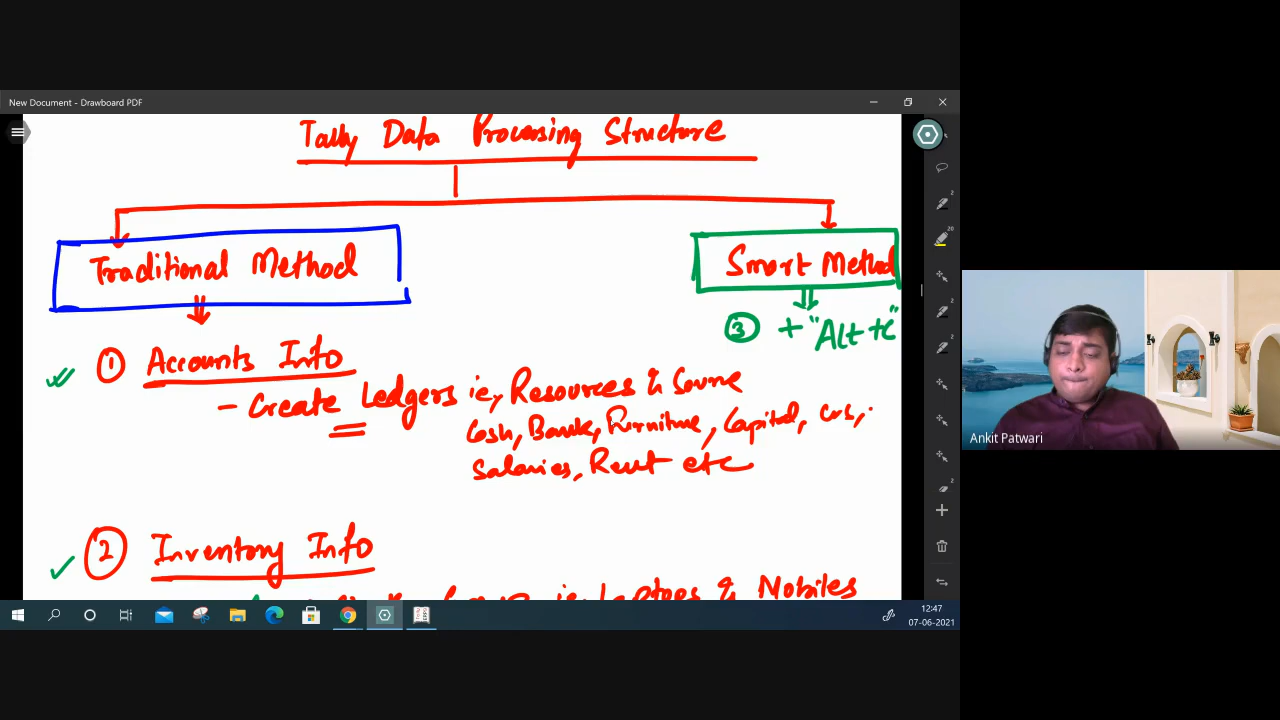 New Document - Drawboard PDF
Tally Data Processing Structure
Traditional Method
Smart Method
③ + "Alt + C"
① Accounts Info
- Create Ledgers ie, Resources & Source
Cash, Bank, Furniture, Capital,
Salaries, Rent etc
② Inventory Info
ie Laptops & Mobiles
Ankit Patwari
12:47
07-06-2021